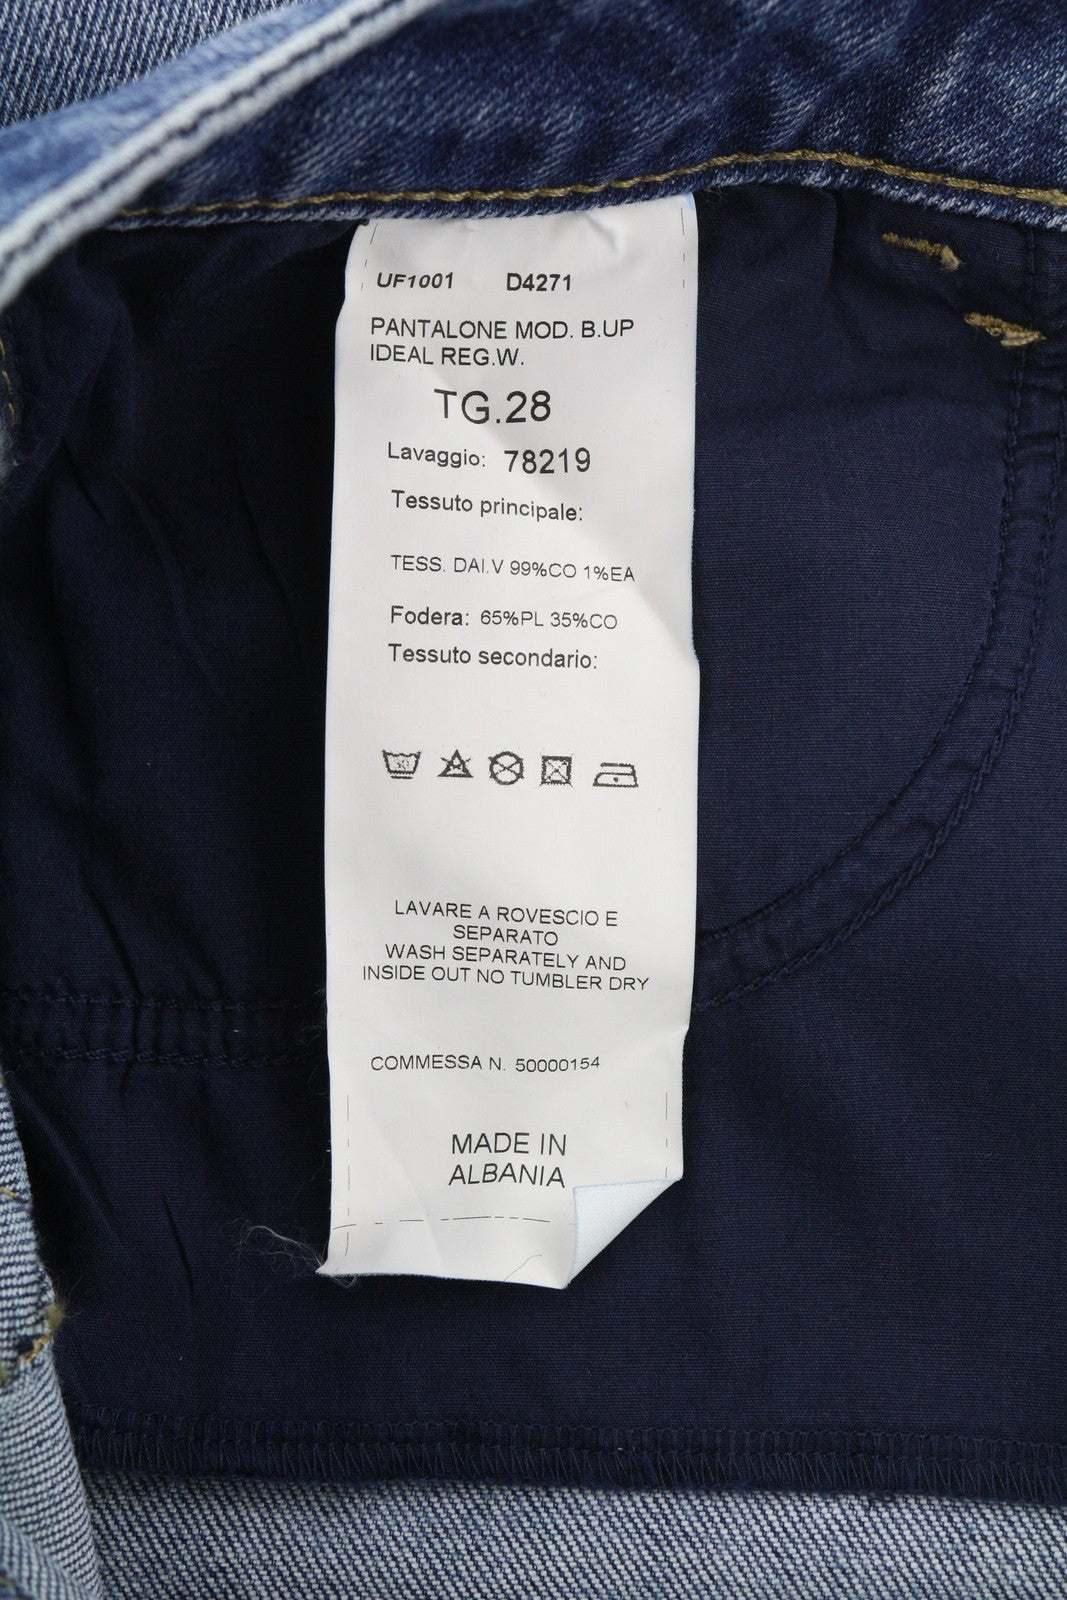 UF1001 D4271
PANTALONE MOD. B.UP
IDEAL REG.W.
TG.28
Lavaggio: 78219
Tessuto principale:
TESS. DAI.V 99%CO 1%EA
Fodera: 65%PL 35%CO
Tessuto secondario:
30
LAVARE A ROVESCIO E
SEPARATO
WASH SEPARATELY AND
INSIDE OUT NO TUMBLER DRY
COMMESSA N. 50000154
MADE IN
ALBANIA